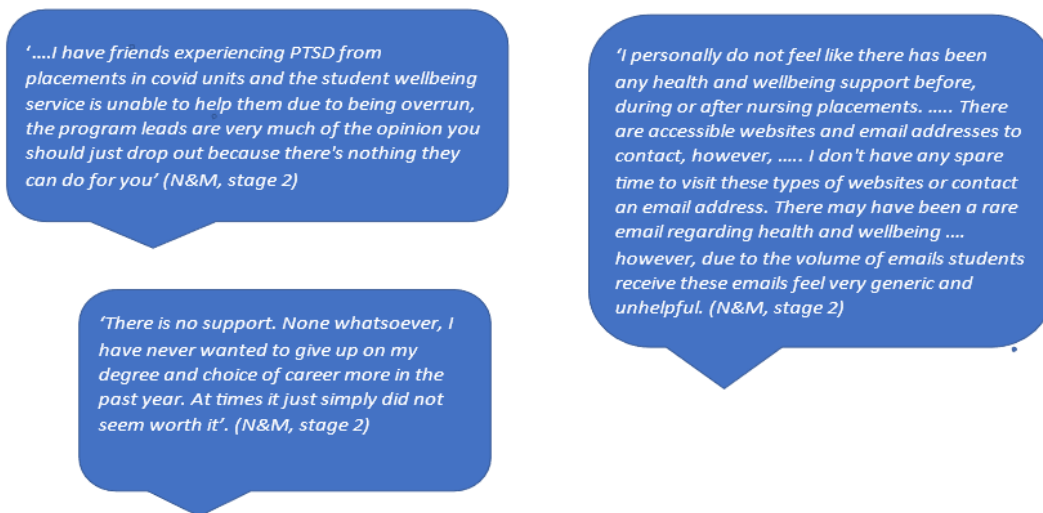 ‘....I have friends experiencing PTSD from
placements in covid units and the student wellbeing
service is unable to help them due to being overrun,
the program leads are very much of the opinion you
should just drop out because there's nothing they
can do for you’ (N&M, stage 2)
‘There is no support. None whatsoever, I
have never wanted to give up on my
degree and choice of career more in the
past year. At times it just simply did not
seem worth it’. (N&M, stage 2)
‘I personally do not feel like there has been
any health and wellbeing support before,
during or after nursing placements. ..... There
are accessible websites and email addresses to
contact, however, ..... I don't have any spare
time to visit these types of websites or contact
an email address. There may have been a rare
email regarding health and wellbeing ....
however, due to the volume of emails students
receive these emails feel very generic and
unhelpful. (N&M, stage 2)